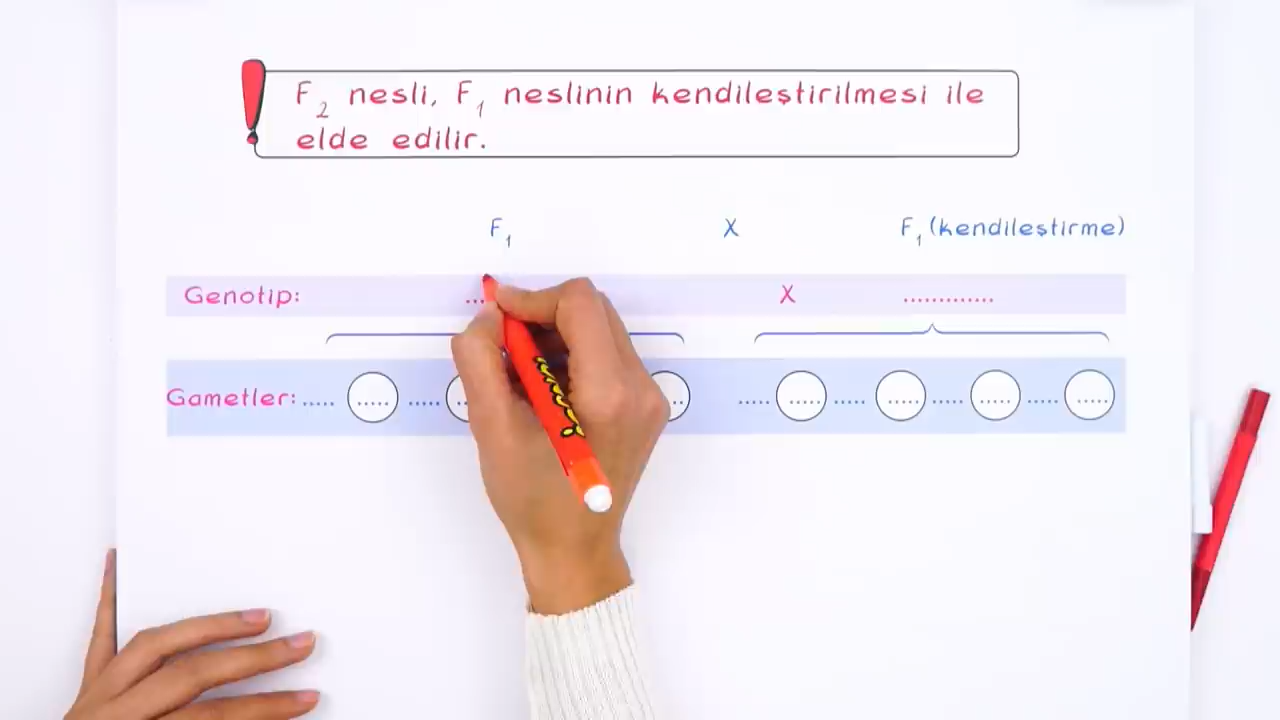 F₂ nesli, F₁ neslinin kendileştirilmesi ile
elde edilir.
F₁ X F₁ (kendileştirme)
Genotip: ... X .............
Gametler: ..... ..... ..... .. ..... ..... ..... ..... ..... ..... ..... .....